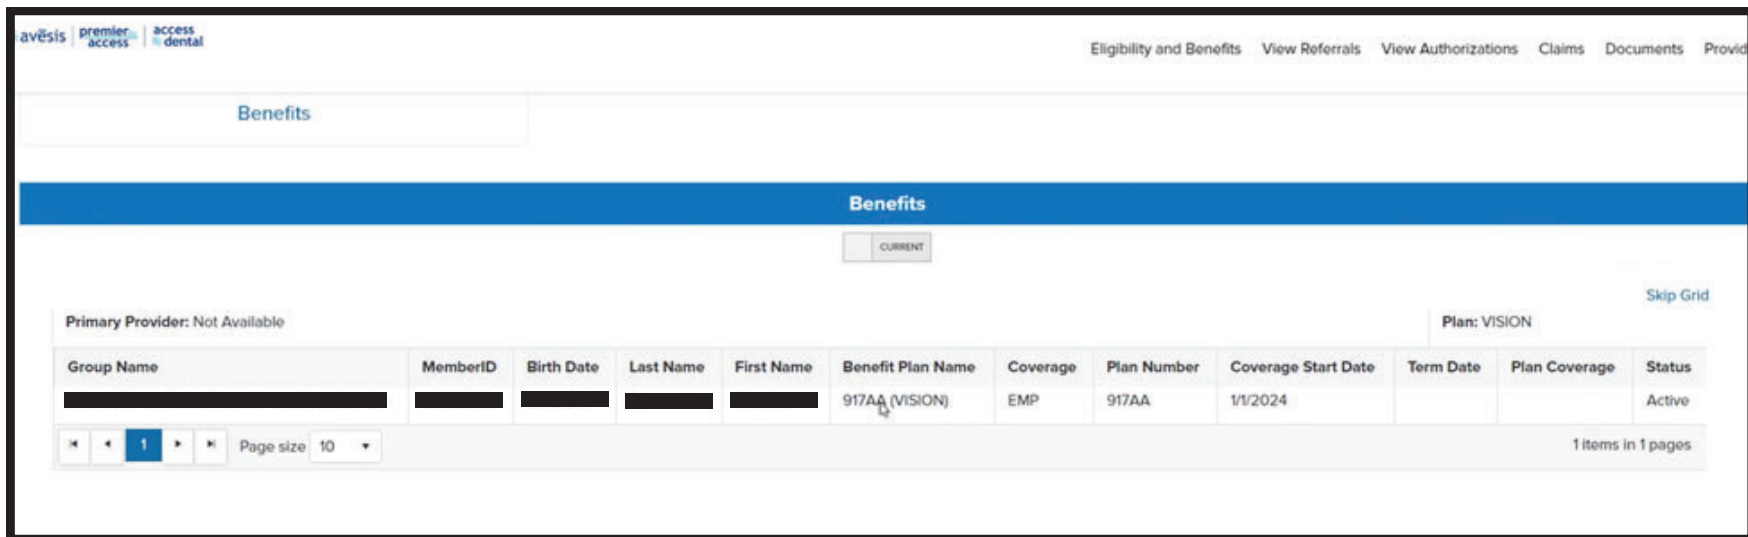 avēsis | premier access | access dental
Eligibility and Benefits View Referrals View Authorizations Claims Documents Provid
Benefits
Benefits
CURRENT
Skip Grid
Primary Provider: Not Available Plan: VISION
Group Name MemberID Birth Date Last Name First Name Benefit Plan Name Coverage Plan Number Coverage Start Date Term Date Plan Coverage Status
917AA (VISION) EMP 917AA 1/1/2024 Active
1 Page size 10 1 items in 1 pages